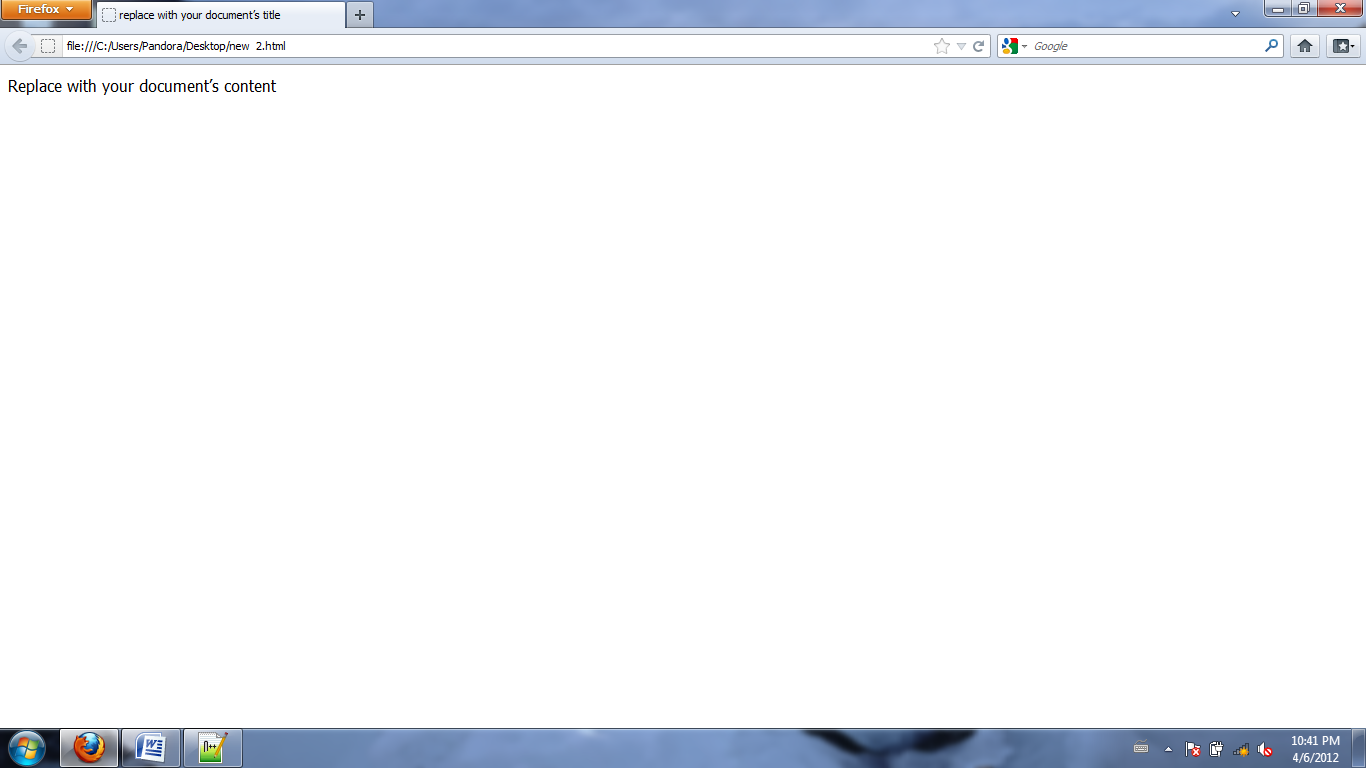 Firefox
replace with your document’s title
file:///C:/Users/Pandora/Desktop/new  2.html
Google
Replace with your document’s content
W
N++
10:41 PM
4/6/2012